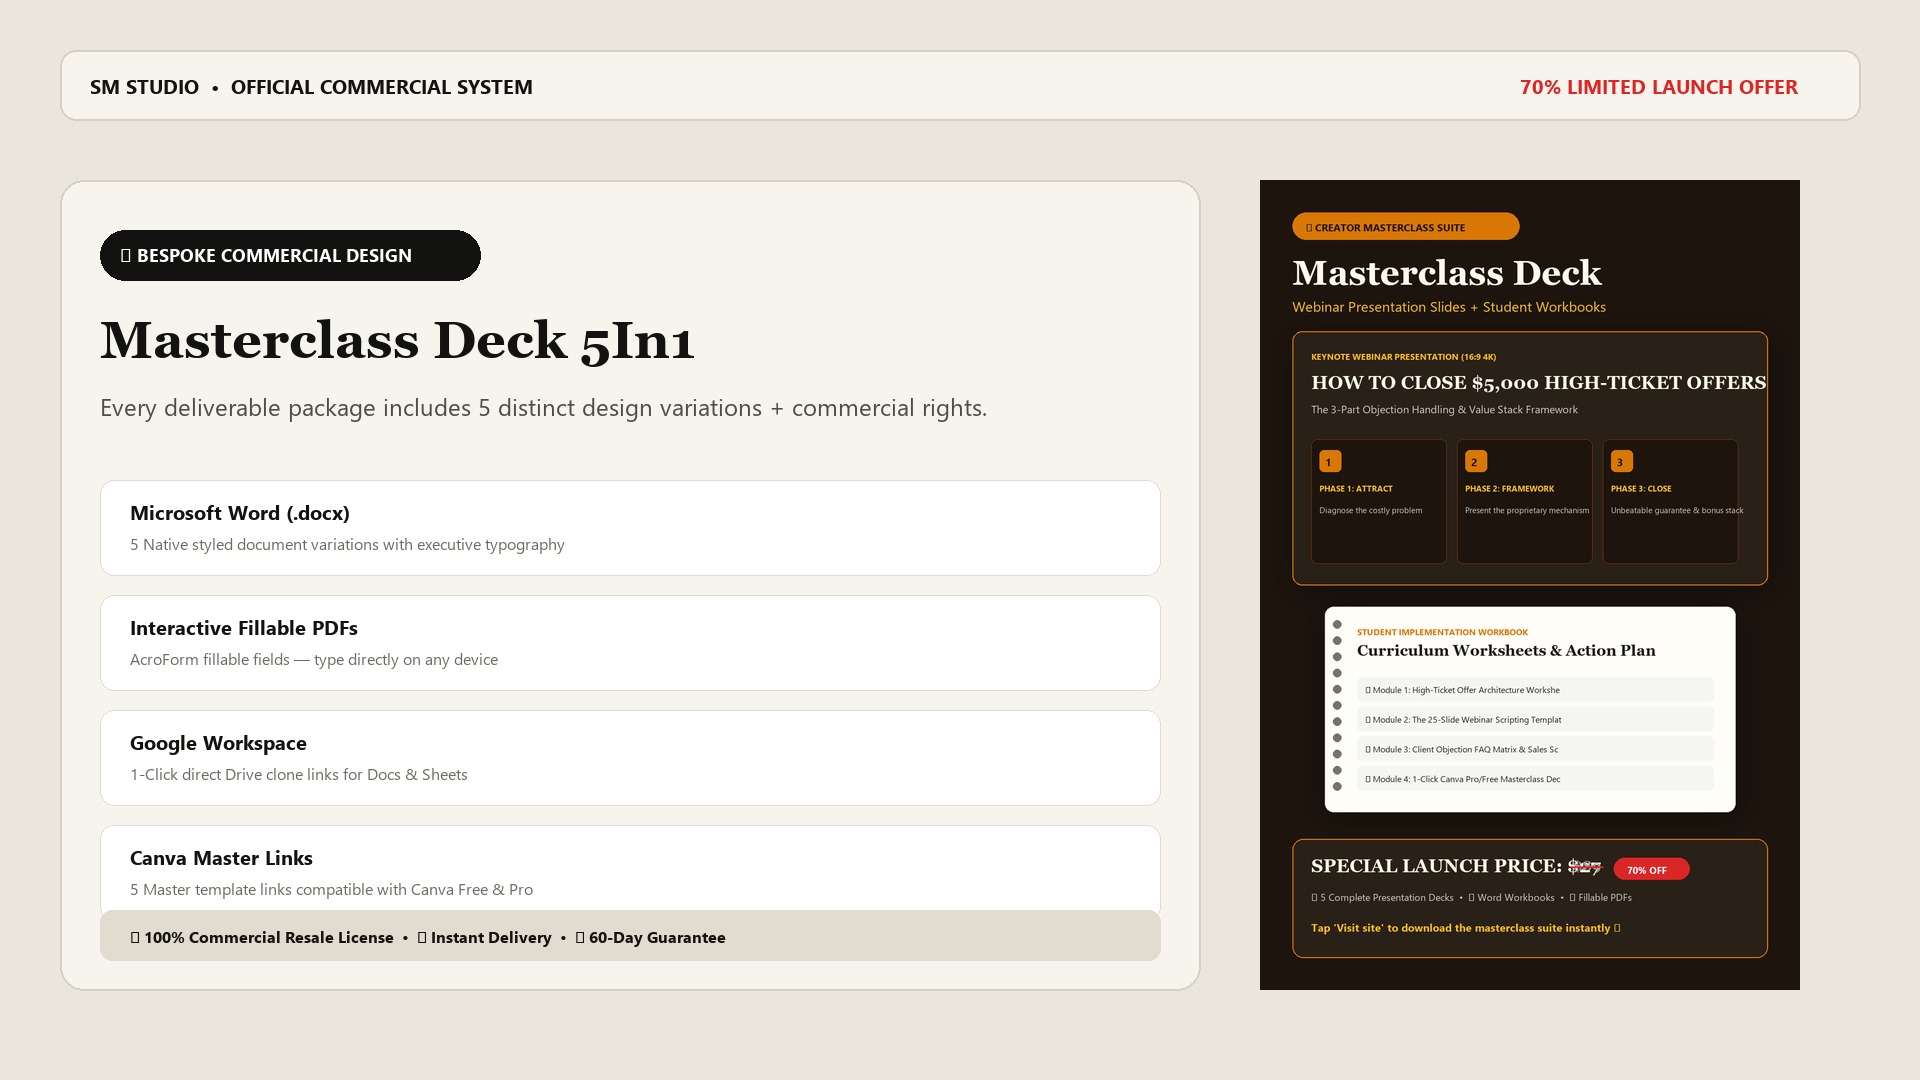 SM STUDIO • OFFICIAL COMMERCIAL SYSTEM
70% LIMITED LAUNCH OFFER
BESPOKE COMMERCIAL DESIGN
Masterclass Deck 5In1
Every deliverable package includes 5 distinct design variations + commercial rights.
Microsoft Word (.docx)
5 Native styled document variations with executive typography
Interactive Fillable PDFs
AcroForm fillable fields — type directly on any device
Google Workspace
1-Click direct Drive clone links for Docs & Sheets
Canva Master Links
5 Master template links compatible with Canva Free & Pro
100% Commercial Resale License • Instant Delivery • 60-Day Guarantee
CREATOR MASTERCLASS SUITE
Masterclass Deck
Webinar Presentation Slides + Student Workbooks
KEYNOTE WEBINAR PRESENTATION (16:9 4K)
HOW TO CLOSE $5,000 HIGH-TICKET OFFERS
The 3-Part Objection Handling & Value Stack Framework
1
PHASE 1: ATTRACT
Diagnose the costly problem
2
PHASE 2: FRAMEWORK
Present the proprietary mechanism
3
PHASE 3: CLOSE
Unbeatable guarantee & bonus stack
STUDENT IMPLEMENTATION WORKBOOK
Curriculum Worksheets & Action Plan
Module 1: High-Ticket Offer Architecture Workshe
Module 2: The 25-Slide Webinar Scripting Templat
Module 3: Client Objection FAQ Matrix & Sales Sc
Module 4: 1-Click Canva Pro/Free Masterclass Dec
SPECIAL LAUNCH PRICE:
70% OFF
5 Complete Presentation Decks • Word Workbooks • Fillable PDFs
Tap 'Visit site' to download the masterclass suite instantly